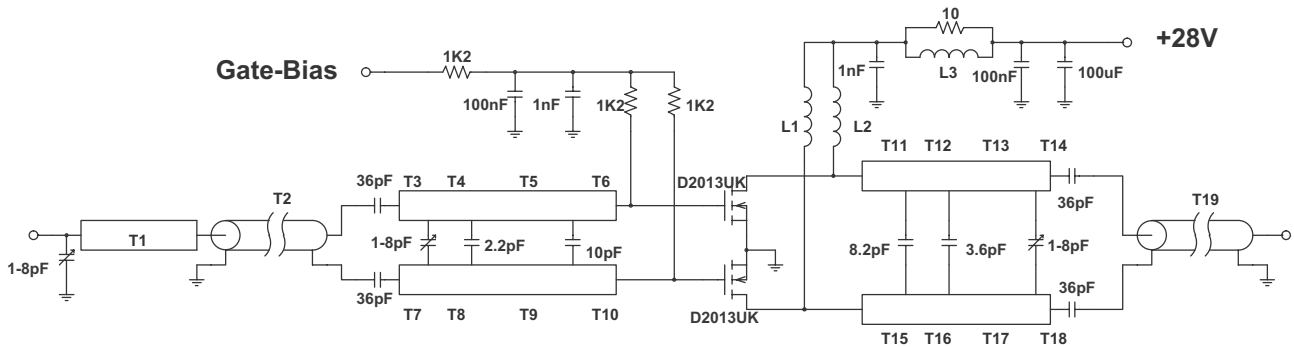 10
+28V
1K2
Gate-Bias
1nF
L3
100nF
100uF
100nF
1nF
1K2
1K2
L1
L2
T11
T12
T13
T14
D2013UK
36pF
T3
T4
T5
T6
T2
36pF
T19
T1
1-8pF
2.2pF
10pF
8.2pF
3.6pF
1-8pF
1-8pF
36pF
36pF
T7
T8
T9
T10
D2013UK
T15
T16
T17
T18